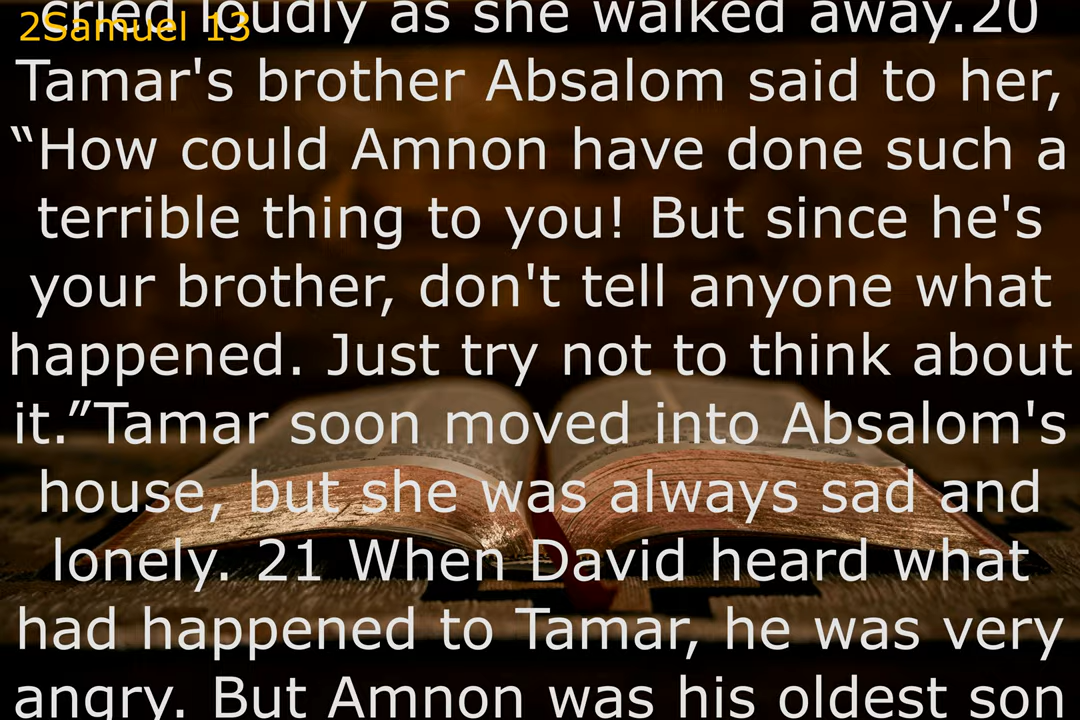 cried loudly as she walked away.20
2Samuel 13
Tamar's brother Absalom said to her,
“How could Amnon have done such a
terrible thing to you! But since he's
your brother, don't tell anyone what
happened. Just try not to think about
it.”Tamar soon moved into Absalom's
house, but she was always sad and
lonely. 21 When David heard what
had happened to Tamar, he was very
angry. But Amnon was his oldest son